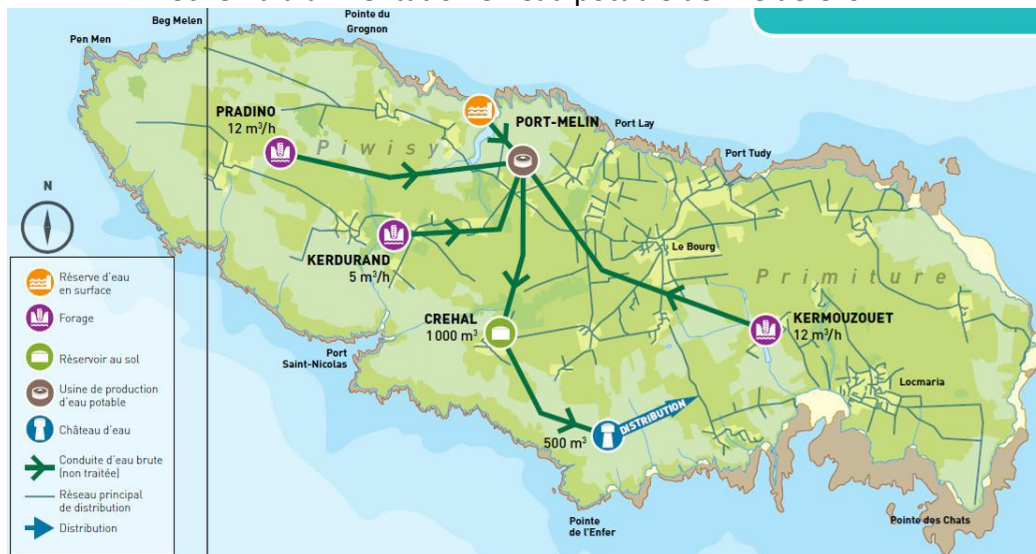 Beg Melen
Pointe du
Grognon
Pen Men
PRADINO
12 m³/h
PORT-MELIN
Port Lay
Port Tudy
Piwisy
N
KERDURAND
5 m³/h
Le Bourg
Primiture
CREHAL
1000 m³
KERMOUZOUET
12 m³/h
Port
Saint-Nicolas
Locmaria
500 m³
DISTRIBUTION
Pointe
de l'Enfer
Pointe des Chats
Réserve d'eau
en surface
Forage
Réservoir au sol
Usine de production
d'eau potable
Château d'eau
Conduite d'eau brute
(non traitée)
Réseau principal
de distribution
Distribution